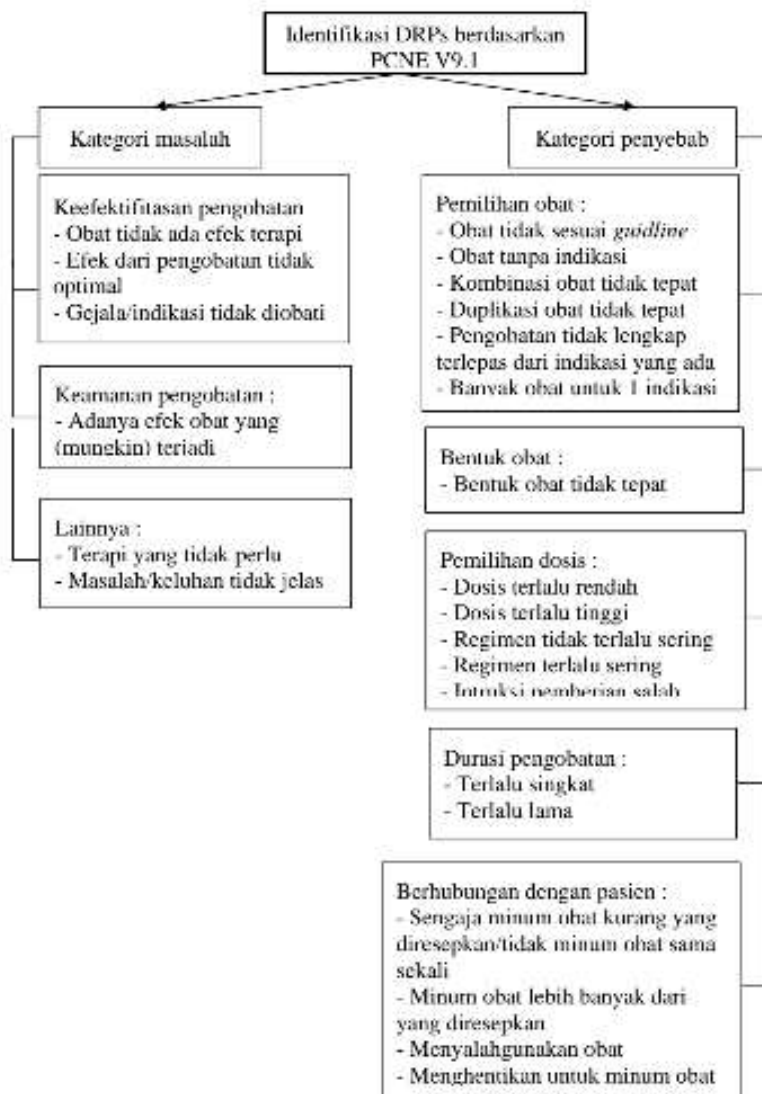 Identifikasi DRPs berdasarkan
PCNE V9.1
Kategori masalah
Keefektifitasan pengobatan
- Obat tidak ada efek terapi
- Efek dari pengobatan tidak
optimal
- Gejala/indikasi tidak diobati
Keamanan pengobatan :
- Adanya efek obat yang
(mungkin) terjadi
Lainnya :
- Terapi yang tidak perlu
- Masalah/keluhan tidak jelas
Kategori penyebab
Pemilihan obat :
- Obat tidak sesuai guidline
- Obat tanpa indikasi
- Kombinasi obat tidak tepat
- Duplikasi obat tidak tepat
- Pengobatan tidak lengkap
terlepas dari indikasi yang ada
- Banyak obat untuk 1 indikasi
Bentuk obat :
- Bentuk obat tidak tepat
Pemilihan dosis :
- Dosis terlalu rendah
- Dosis terlalu tinggi
- Regimen tidak terlalu sering
- Regimen terlalu sering
- Intruksi pemberian salah
Durasi pengobatan :
- Terlalu singkat
- Terlalu lama
Berhubungan dengan pasien :
- Sengaja minum obat kurang yang
diresepkan/tidak minum obat sama
sekali
- Minum obat lebih banyak dari
yang diresepkan
- Menyalahgunakan obat
- Menghentikan untuk minum obat